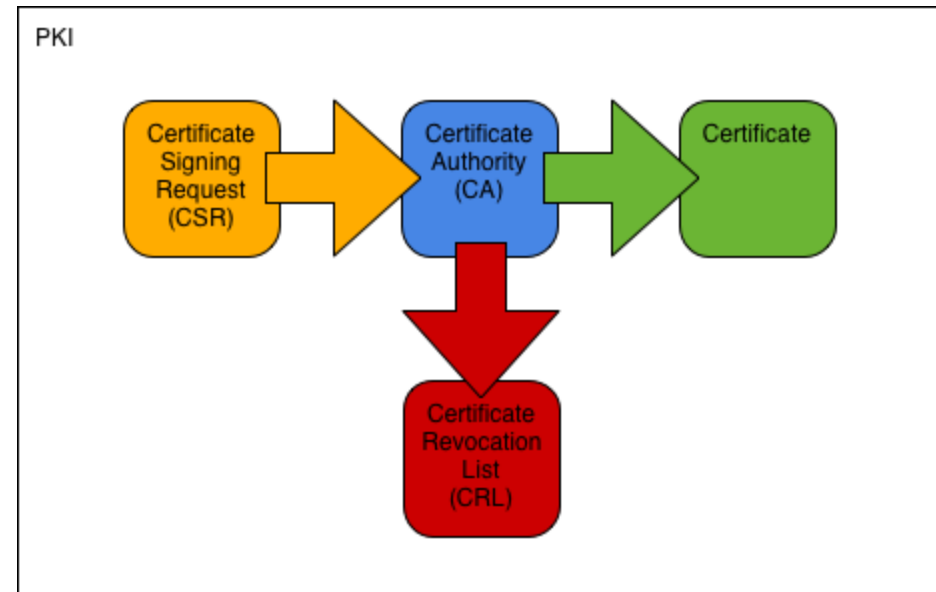 PKI
Certificate
Signing
Request
(CSR)
Certificate
Authority
(CA)
Certificate
Certificate
Revocation
List
(CRL)